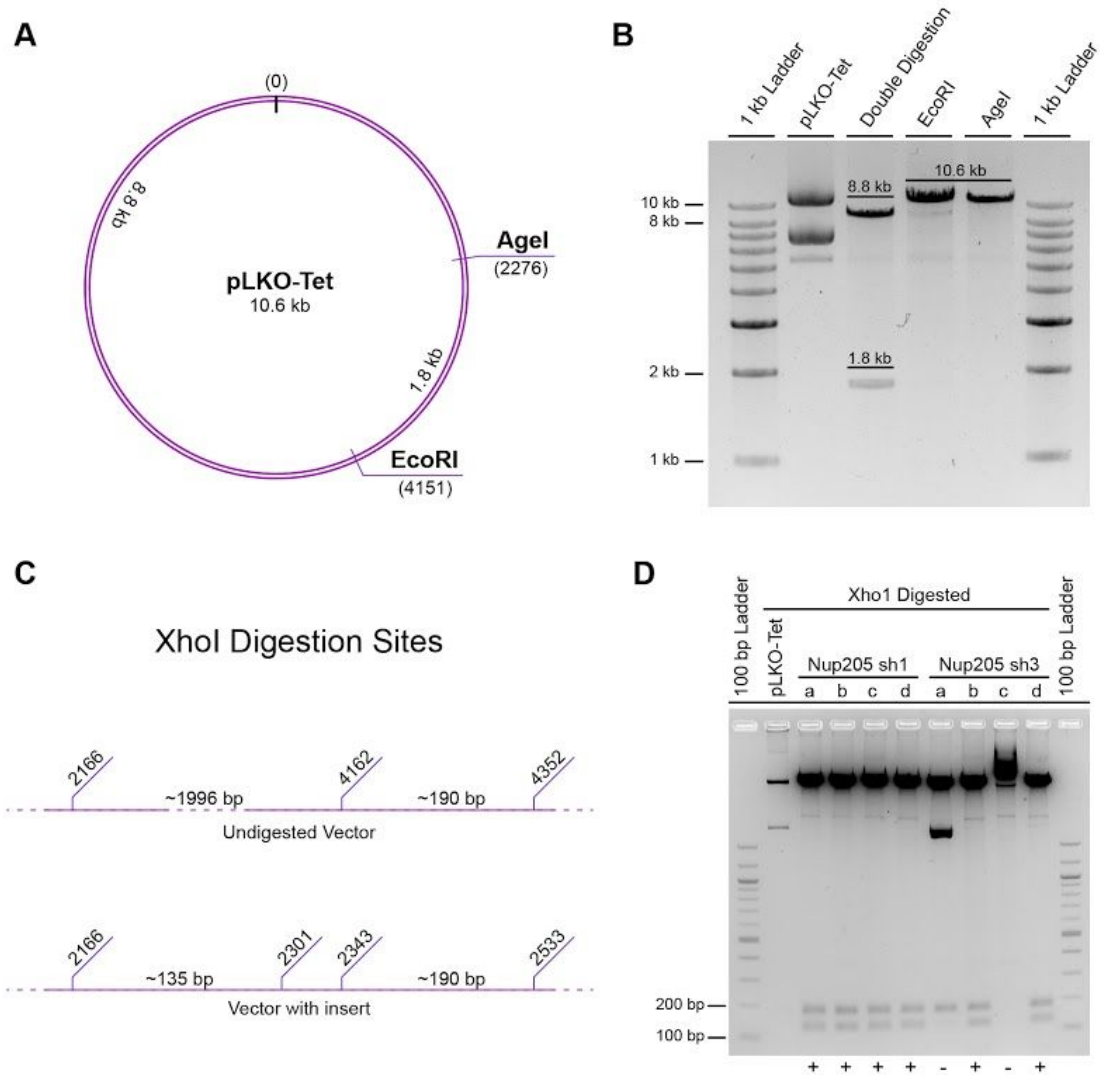 A
(0)
8.8 kb
AgeI
(2276)
pLKO-Tet
10.6 kb
1.8 kb
EcoRI
(4151)
B
1 kb Ladder
pLKO-Tet
Double Digestion
EcoRI
AgeI
1 kb Ladder
10.6 kb
8.8 kb
10 kb
8 kb
1.8 kb
2 kb
1 kb
C
XhoI Digestion Sites
2166
4162
4352
~1996 bp
~190 bp
Undigested Vector
2166
2301
2343
2533
~135 bp
~190 bp
Vector with insert
D
100 bp Ladder
pLKO-Tet
Xho1 Digested
100 bp Ladder
Nup205 sh1
Nup205 sh3
a b c d a b c d
200 bp
100 bp
+ + + + - + - +